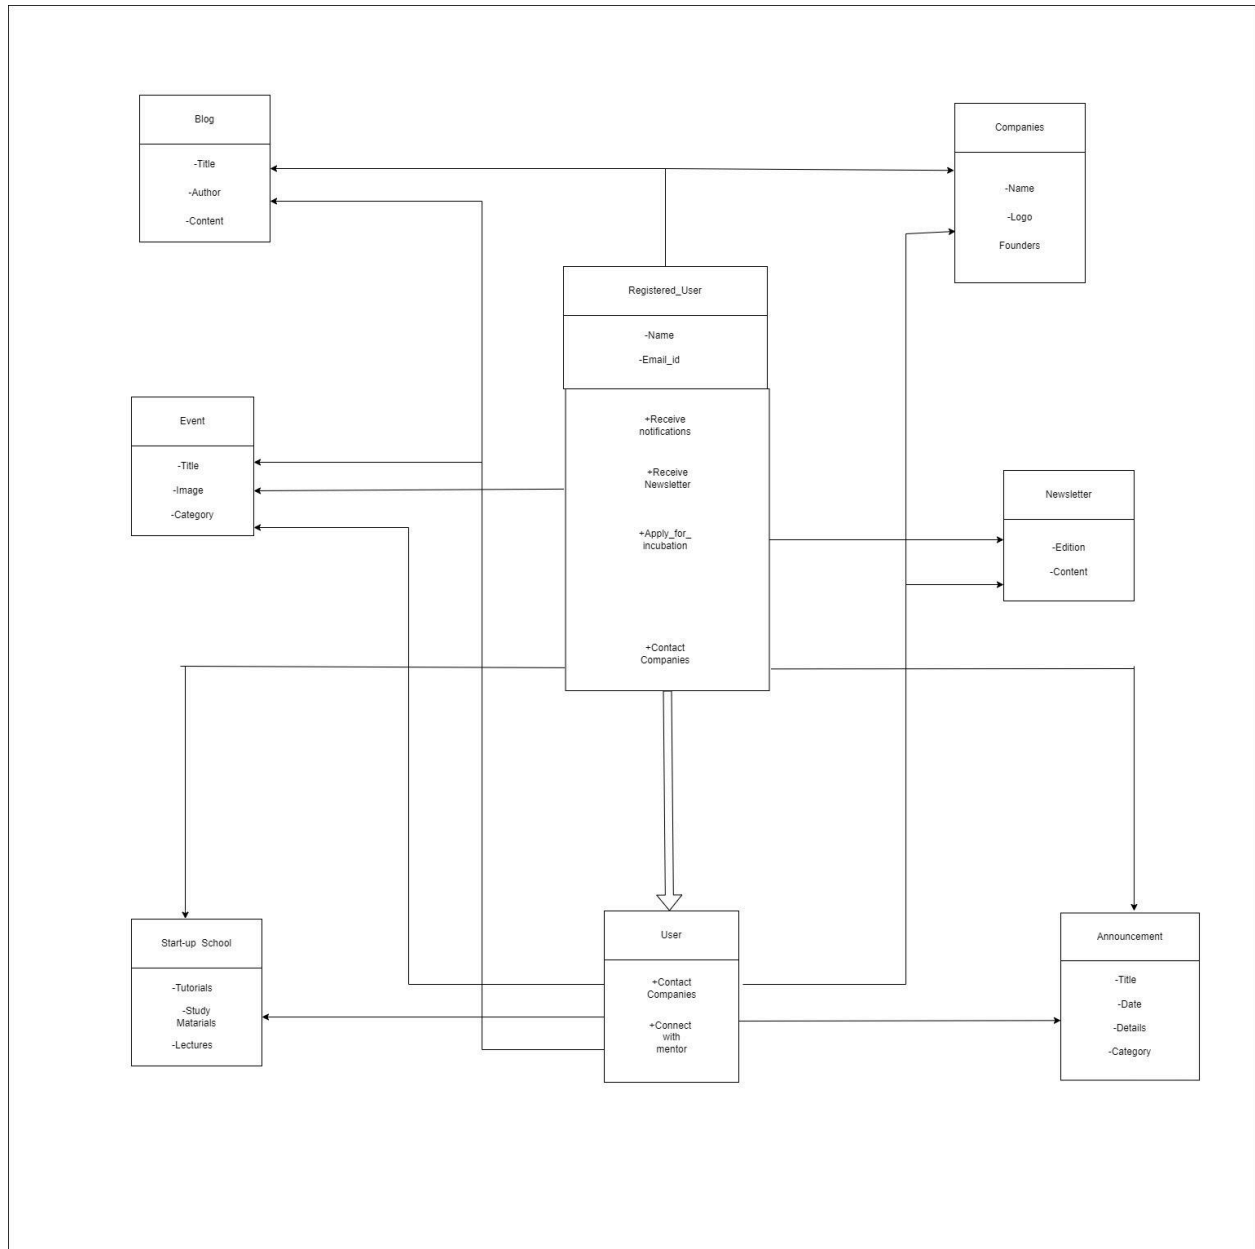 Blog
-Title
-Author
-Content
Companies
-Name
-Logo
Founders
Registered_User
-Name
-Email_id
+Receive
notifications
+Receive
Newsletter
+Apply_for_
incubation
+Contact
Companies
Event
-Title
-Image
-Category
Newsletter
-Edition
-Content
Start-up School
-Tutorials
-Study
Matarials
-Lectures
User
+Contact
Companies
+Connect
with
mentor
Announcement
-Title
-Date
-Details
-Category